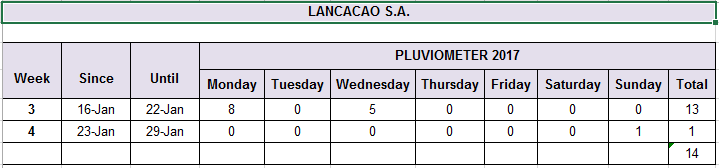 LANCACAO S.A.
PLUVIOMETER 2017
Week Since Until Monday Tuesday Wednesday Thursday Friday Saturday Sunday Total
3 16-Jan 22-Jan 8 0 5 0 0 0 0 13
4 23-Jan 29-Jan 0 0 0 0 0 0 1 1
14